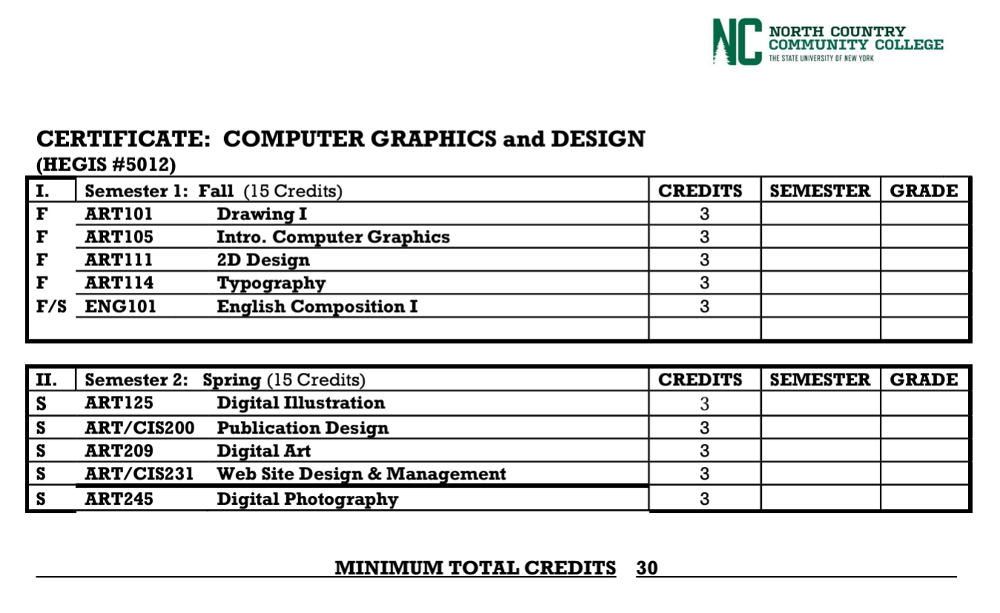 NC NORTH COUNTRY
COMMUNITY COLLEGE
THE STATE UNIVERSITY OF NEW YORK
CERTIFICATE: COMPUTER GRAPHICS and DESIGN
(HEGIS #5012)
I. Semester 1: Fall (15 Credits) CREDITS SEMESTER GRADE
F ART101 Drawing I 3
F ART105 Intro. Computer Graphics 3
F ART111 2D Design 3
F ART114 Typography 3
F/S ENG101 English Composition I 3
II. Semester 2: Spring (15 Credits) CREDITS SEMESTER GRADE
S ART125 Digital Illustration 3
S ART/CIS200 Publication Design 3
S ART209 Digital Art 3
S ART/CIS231 Web Site Design & Management 3
S ART245 Digital Photography 3
MINIMUM TOTAL CREDITS 30